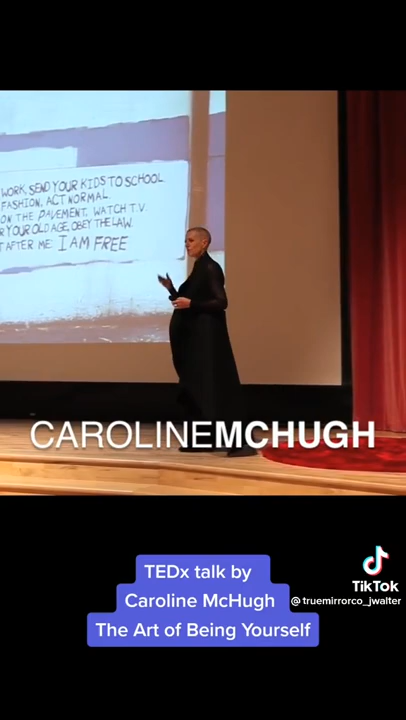 WORK, SEND YOUR KIDS TO SCHOOL
FASHION, ACT NORMAL
ON THE PAVEMENT, WATCH T.V.
YOUR OLD AGE, OBEY THE LAW.
AFTER ME: I AM FREE
CAROLINEMCHUGH
TEDx talk by
Caroline McHugh
The Art of Being Yourself
TikTok
@truemirrorco_jwalter